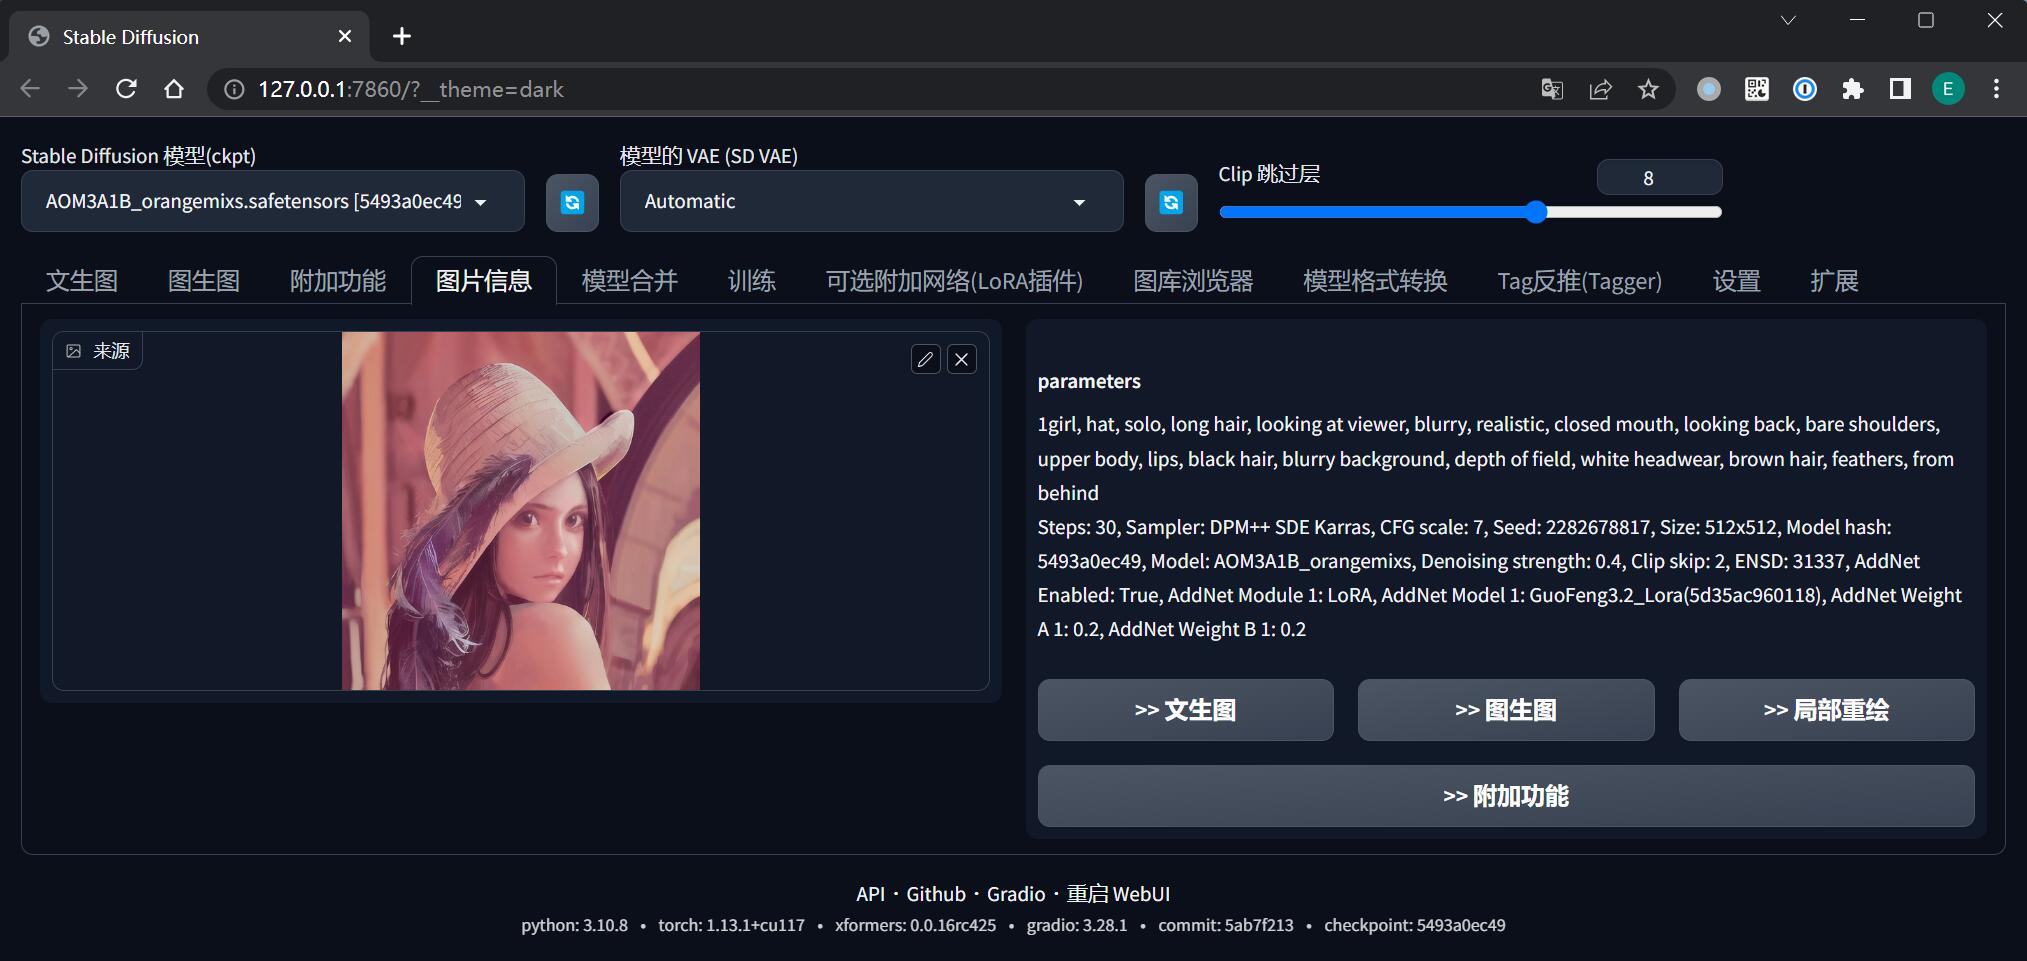 Stable Diffusion
127.0.0.1:7860/?__theme=dark
E
Stable Diffusion 模型(ckpt)
模型的 VAE (SD VAE)
Clip 跳过层
8
AOM3A1B_orangemixs.safetensors [5493a0ec49
Automatic
文生图 图生图 附加功能 图片信息 模型合并 训练 可选附加网络(LoRA插件) 图库浏览器 模型格式转换 Tag反推(Tagger) 设置 扩展
来源
parameters
1girl, hat, solo, long hair, looking at viewer, blurry, realistic, closed mouth, looking back, bare shoulders,
upper body, lips, black hair, blurry background, depth of field, white headwear, brown hair, feathers, from
behind
Steps: 30, Sampler: DPM++ SDE Karras, CFG scale: 7, Seed: 2282678817, Size: 512x512, Model hash:
5493a0ec49, Model: AOM3A1B_orangemixs, Denoising strength: 0.4, Clip skip: 2, ENSD: 31337, AddNet
Enabled: True, AddNet Module 1: LoRA, AddNet Model 1: GuoFeng3.2_Lora(5d35ac960118), AddNet Weight
A 1: 0.2, AddNet Weight B 1: 0.2
>> 文生图
>> 图生图
>> 局部重绘
>> 附加功能
API · Github · Gradio · 重启 WebUI
python: 3.10.8 • torch: 1.13.1+cu117 • xformers: 0.0.16rc425 • gradio: 3.28.1 • commit: 5ab7f213 • checkpoint: 5493a0ec49